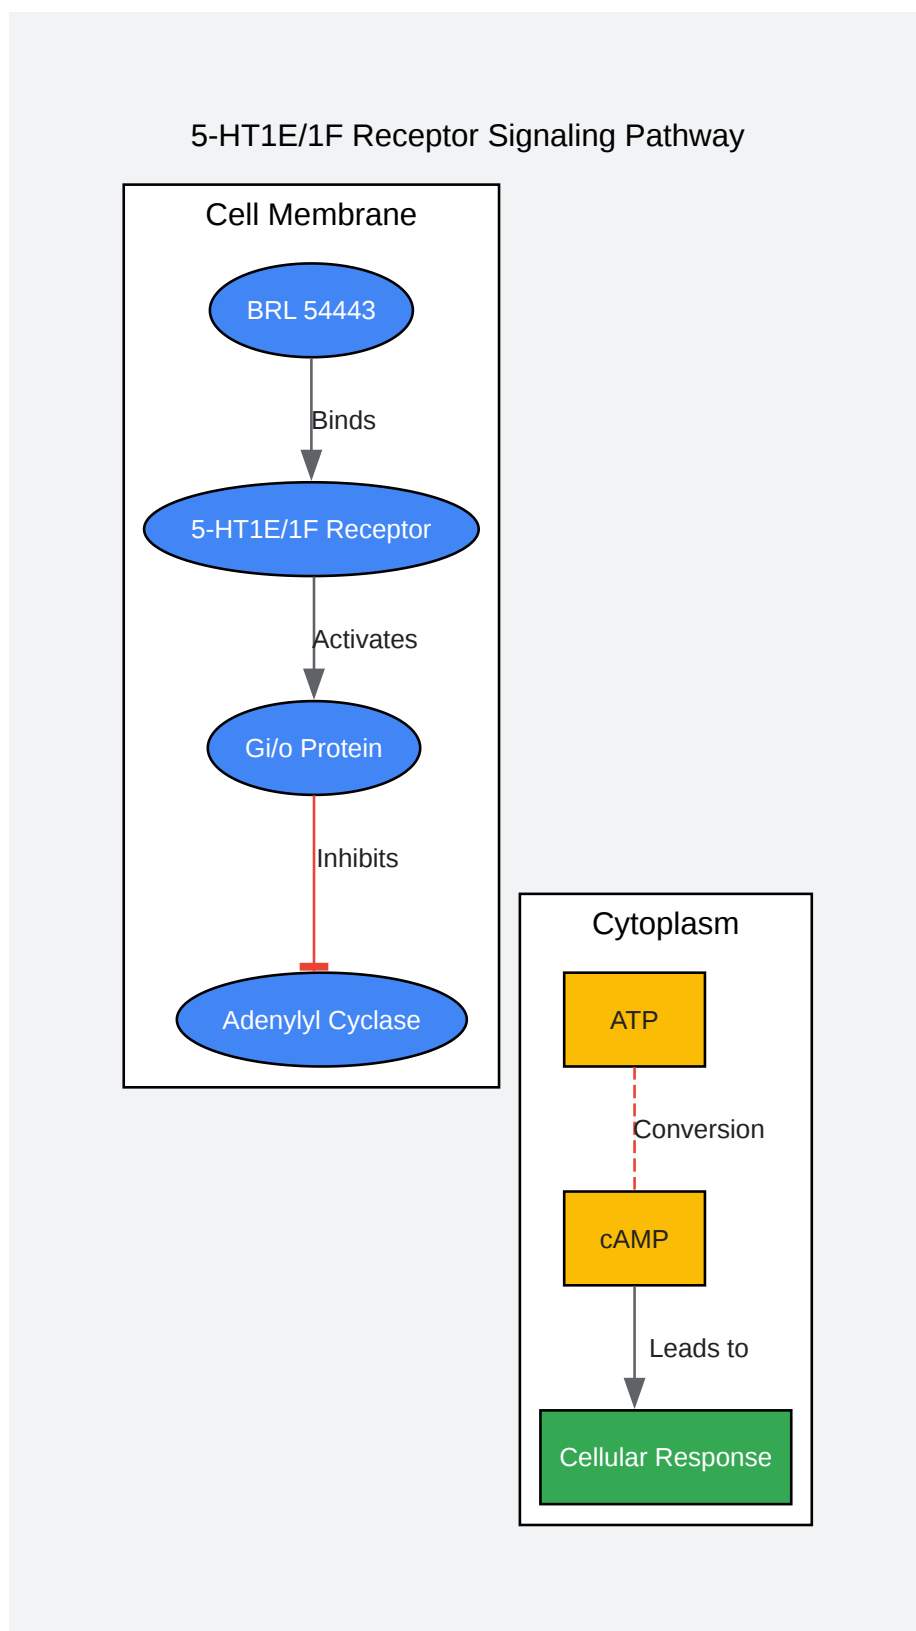 5-HT1E/1F Receptor Signaling Pathway
Cell Membrane
BRL 54443
Binds
5-HT1E/1F Receptor
Activates
Gi/o Protein
Inhibits
Adenylyl Cyclase
Cytoplasm
ATP
Conversion
cAMP
Leads to
Cellular Response